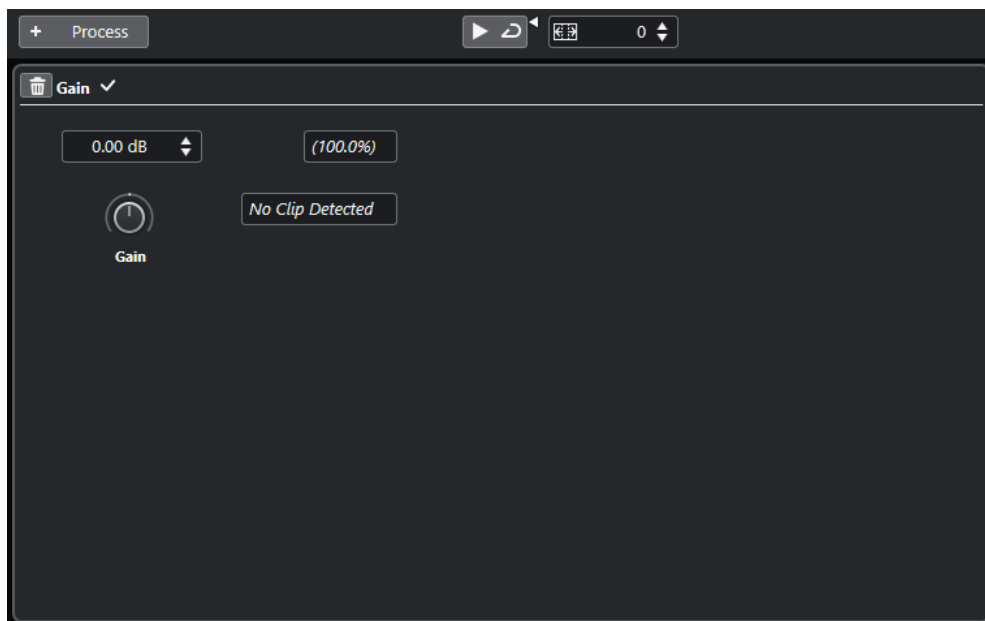 + Process
0
Gain
0.00 dB
(100.0%)
No Clip Detected
Gain